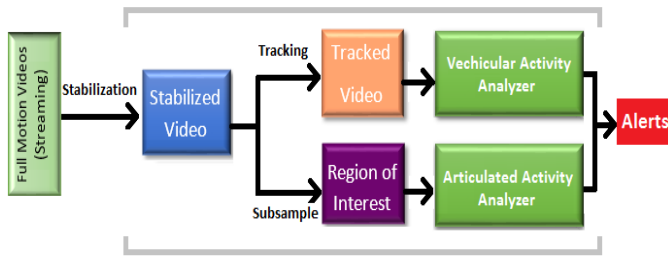 Full Motion Videos
(Streaming)
Stabilization
Stabilized
Video
Tracking
Tracked
Video
Vechicular Activity
Analyzer
Subsample
Region of
Interest
Articulated Activity
Analyzer
Alerts